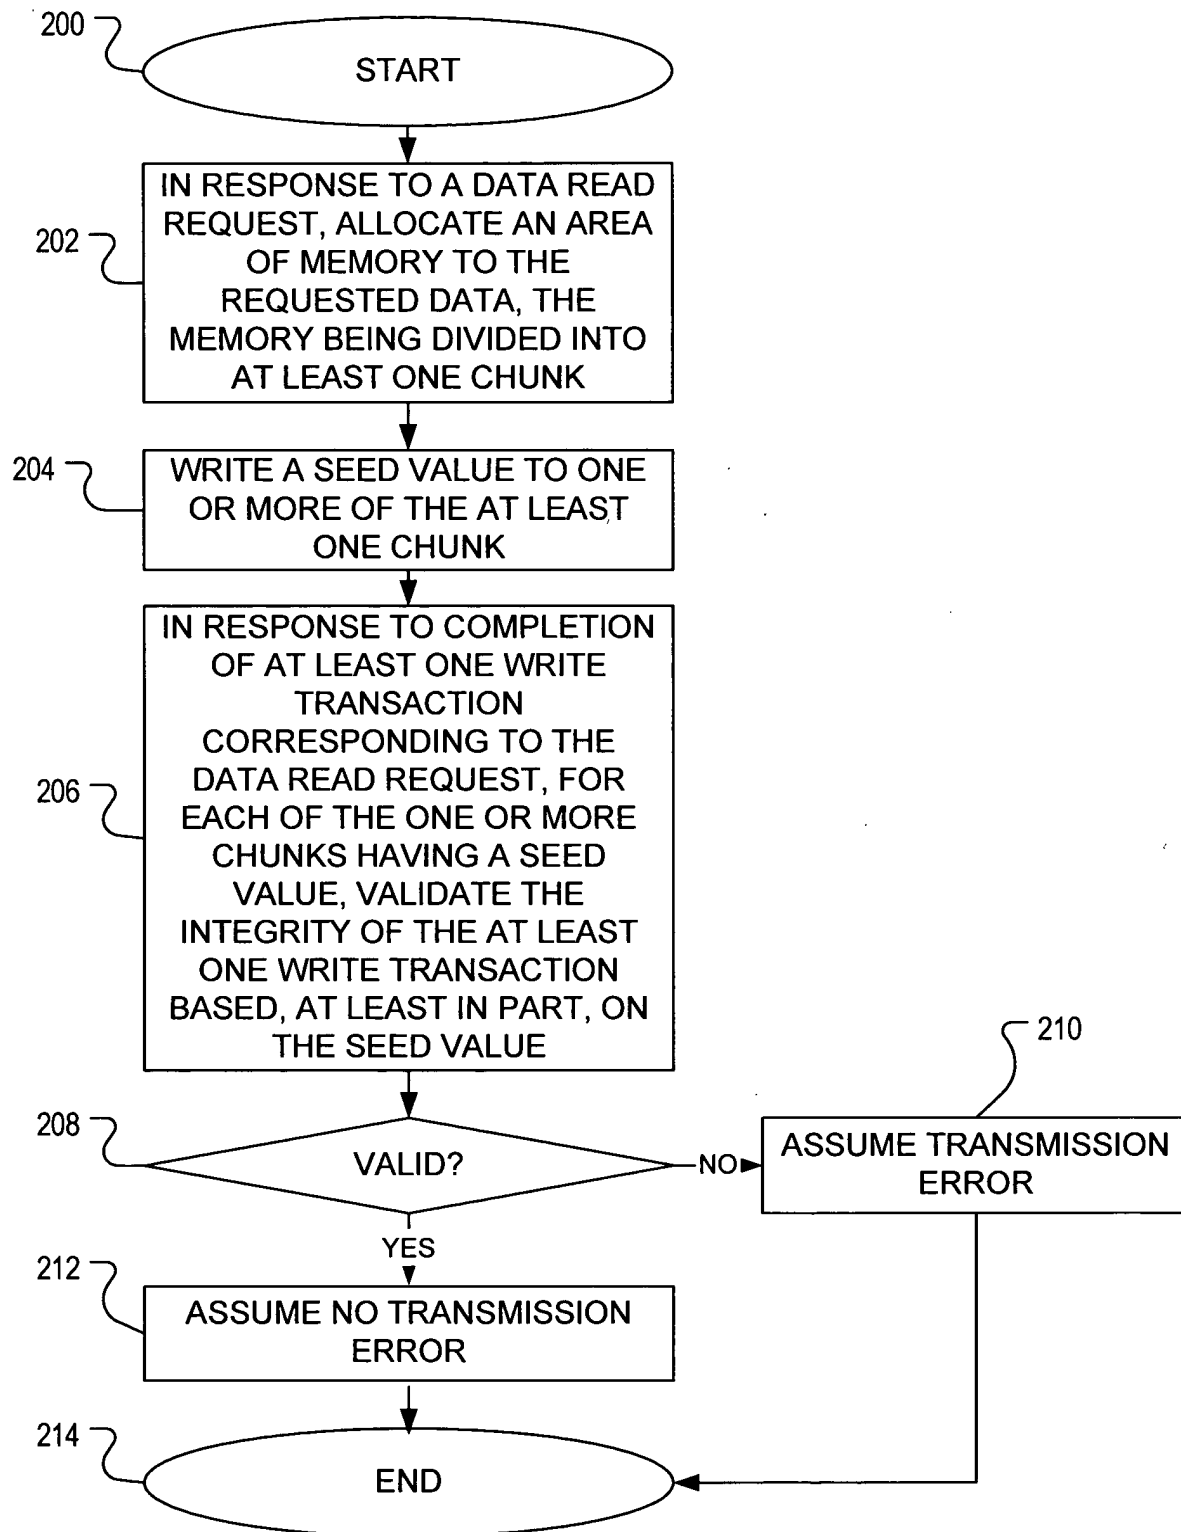 200
START
IN RESPONSE TO A DATA READ
REQUEST, ALLOCATE AN AREA
OF MEMORY TO THE
REQUESTED DATA, THE
MEMORY BEING DIVIDED INTO
AT LEAST ONE CHUNK
202
204
WRITE A SEED VALUE TO ONE
OR MORE OF THE AT LEAST
ONE CHUNK
IN RESPONSE TO COMPLETION
OF AT LEAST ONE WRITE
TRANSACTION
CORRESPONDING TO THE
DATA READ REQUEST, FOR
EACH OF THE ONE OR MORE
CHUNKS HAVING A SEED
VALUE, VALIDATE THE
INTEGRITY OF THE AT LEAST
ONE WRITE TRANSACTION
BASED, AT LEAST IN PART, ON
THE SEED VALUE
206
208
VALID?
NO
210
ASSUME TRANSMISSION
ERROR
YES
212
ASSUME NO TRANSMISSION
ERROR
214
END